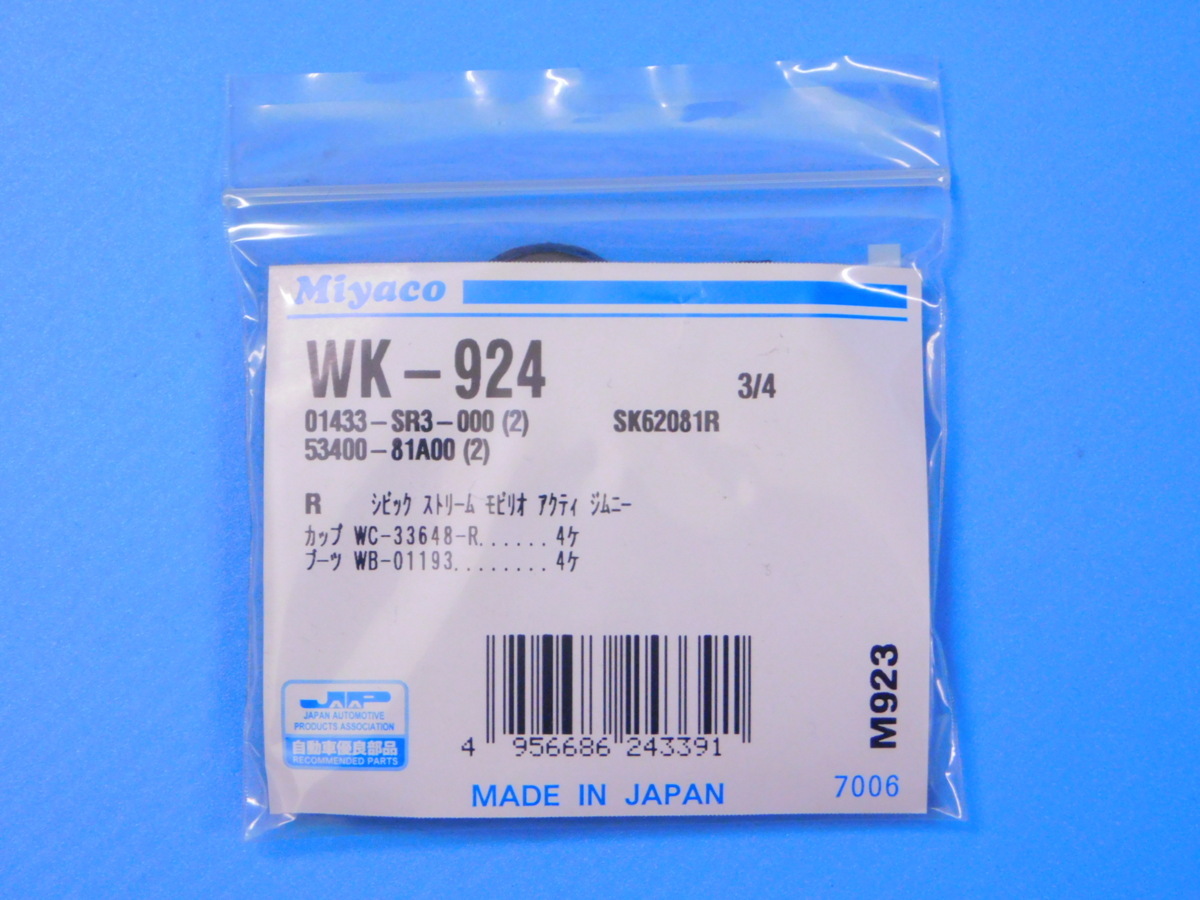 Miyaco
WK-924
3/4
01433-SR3-000 (2) SK62081R
53400-81A00 (2)
R シビック ストリーム モビリオ アクティ ジムニー
カップ WC-33648-R......4ケ
ブーツ WB-01193........4ケ
M923
JAPAN AUTOMOTIVE
PRODUCTS ASSOCIATION
自動車優良部品
RECOMMENDED PARTS
4 956686 243391
MADE IN JAPAN
7006